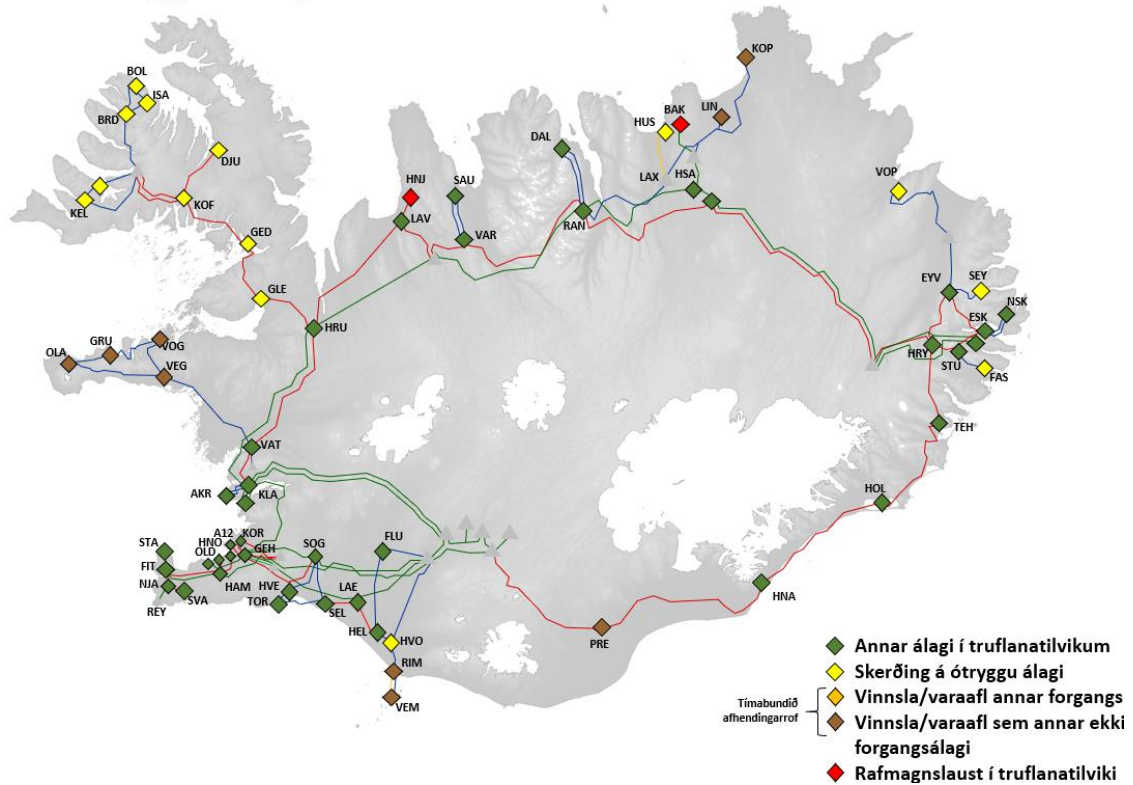 KOP
BOL
ISA
BRD
LIN
BAK
HUS
DAL
DJU
LAX
HSA
HNJ
SAU
VOP
KEL
KOF
LAV
RAN
VAR
GED
EYV
SEY
GLE
NSK
ESK
HRU
VOG
GRU
OLA
HRY
STU
VEG
FAS
TEH
VAT
AKR
KLA
HOL
A12
KOR
STA
HNO
OLD
GEH
SOG
FLU
FIT
NJA
HAM
HVE
LAE
HNA
SVA
REY
TOR
SEL
HEL
HVO
PRE
RIM
VEM
Annar álagi í truflanatilvikum
Skerðing á ótryggu álagi
Tímabundið
afhendingarrof
Vinnsla/varaafl annar forgangs
Vinnsla/varaafl sem annar ekki
forgangsálagi
Rafmagnslaust í truflanatilviki